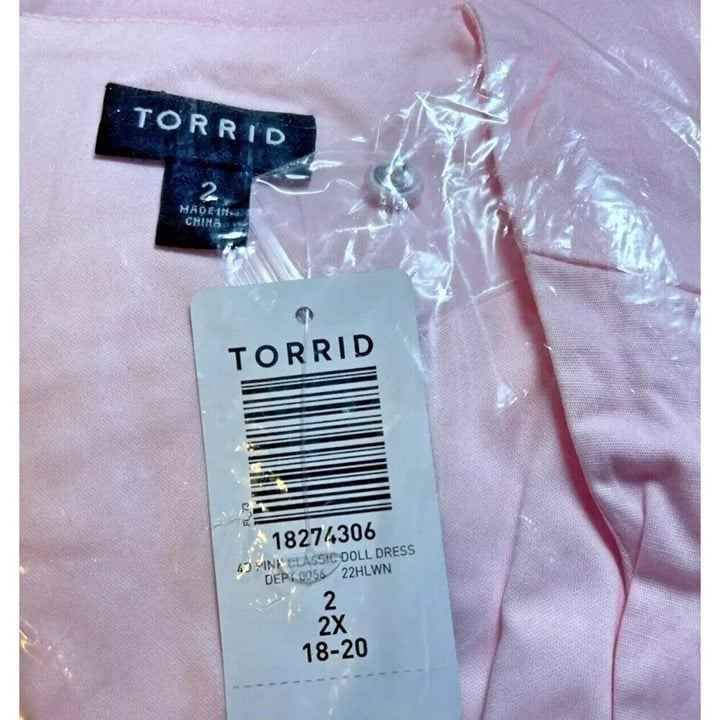 TORRID
2
MADE IN
CHINA
TORRID
18274306
PINK CLASSIC DOLL DRESS
DEPT 0056 22HLWN
2
2X
18-20